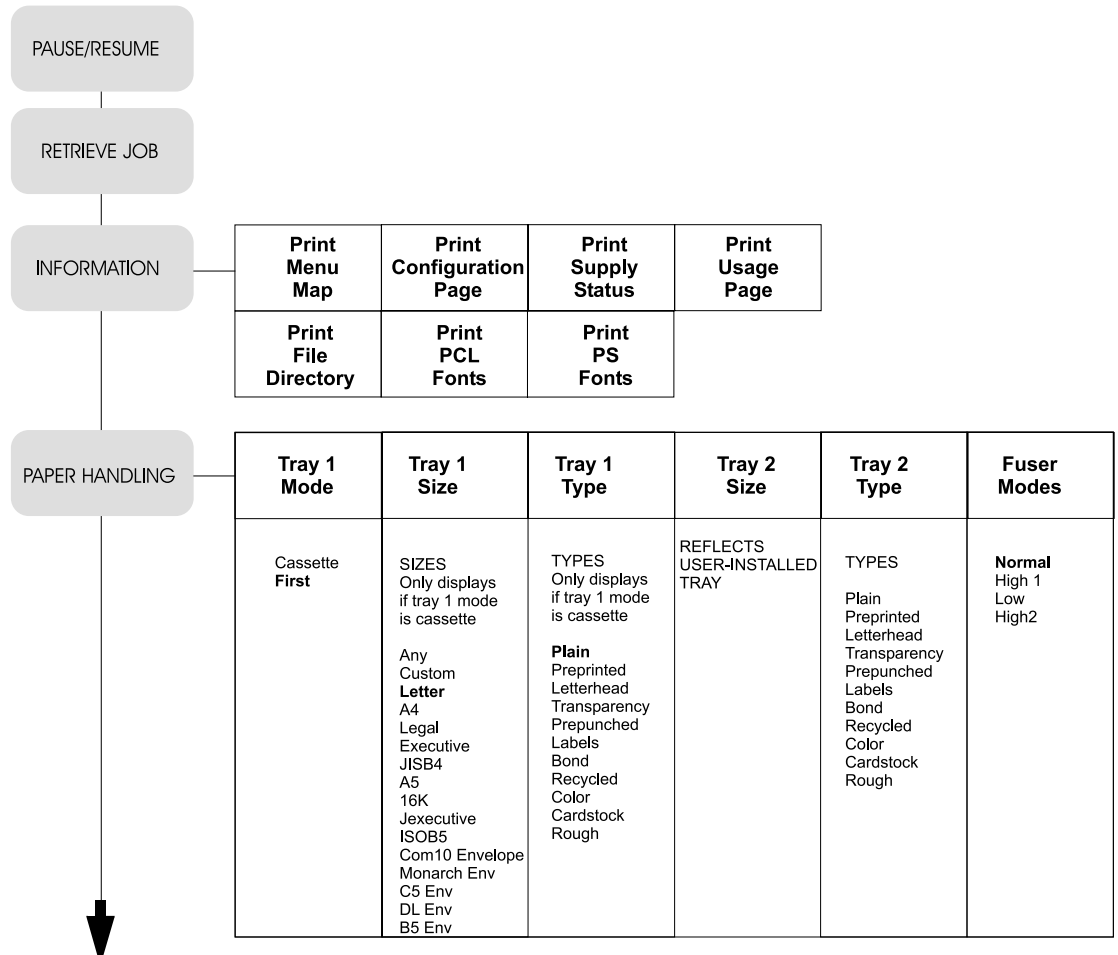 PAUSE/RESUME
RETRIEVE JOB
INFORMATION
Print
Menu
Map
Print
Configuration
Page
Print
Supply
Status
Print
Usage
Page
Print
File
Directory
Print
PCL
Fonts
Print
PS
Fonts
PAPER HANDLING
Tray 1
Mode
Tray 1
Size
Tray 1
Type
Tray 2
Size
Tray 2
Type
Fuser
Modes
Cassette
First
SIZES
Only displays
if tray 1 mode
is cassette
Any
Custom
Letter
A4
Legal
Executive
JISB4
A5
16K
Jexecutive
ISOB5
Com10 Envelope
Monarch Env
C5 Env
DL Env
B5 Env
TYPES
Only displays
if tray 1 mode
is cassette
Plain
Preprinted
Letterhead
Transparency
Prepunched
Labels
Bond
Recycled
Color
Cardstock
Rough
REFLECTS
USER-INSTALLED
TRAY
TYPES
Plain
Preprinted
Letterhead
Transparency
Prepunched
Labels
Bond
Recycled
Color
Cardstock
Rough
Normal
High 1
Low
High2